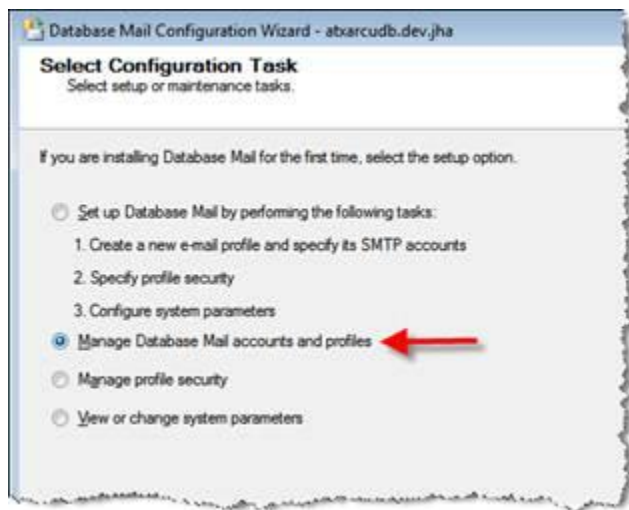 Database Mail Configuration Wizard - atxarcudb.dev.jha
Select Configuration Task
Select setup or maintenance tasks.
If you are installing Database Mail for the first time, select the setup option.
Set up Database Mail by performing the following tasks:
1. Create a new e-mail profile and specify its SMTP accounts
2. Specify profile security
3. Configure system parameters
Manage Database Mail accounts and profiles
Manage profile security
View or change system parameters